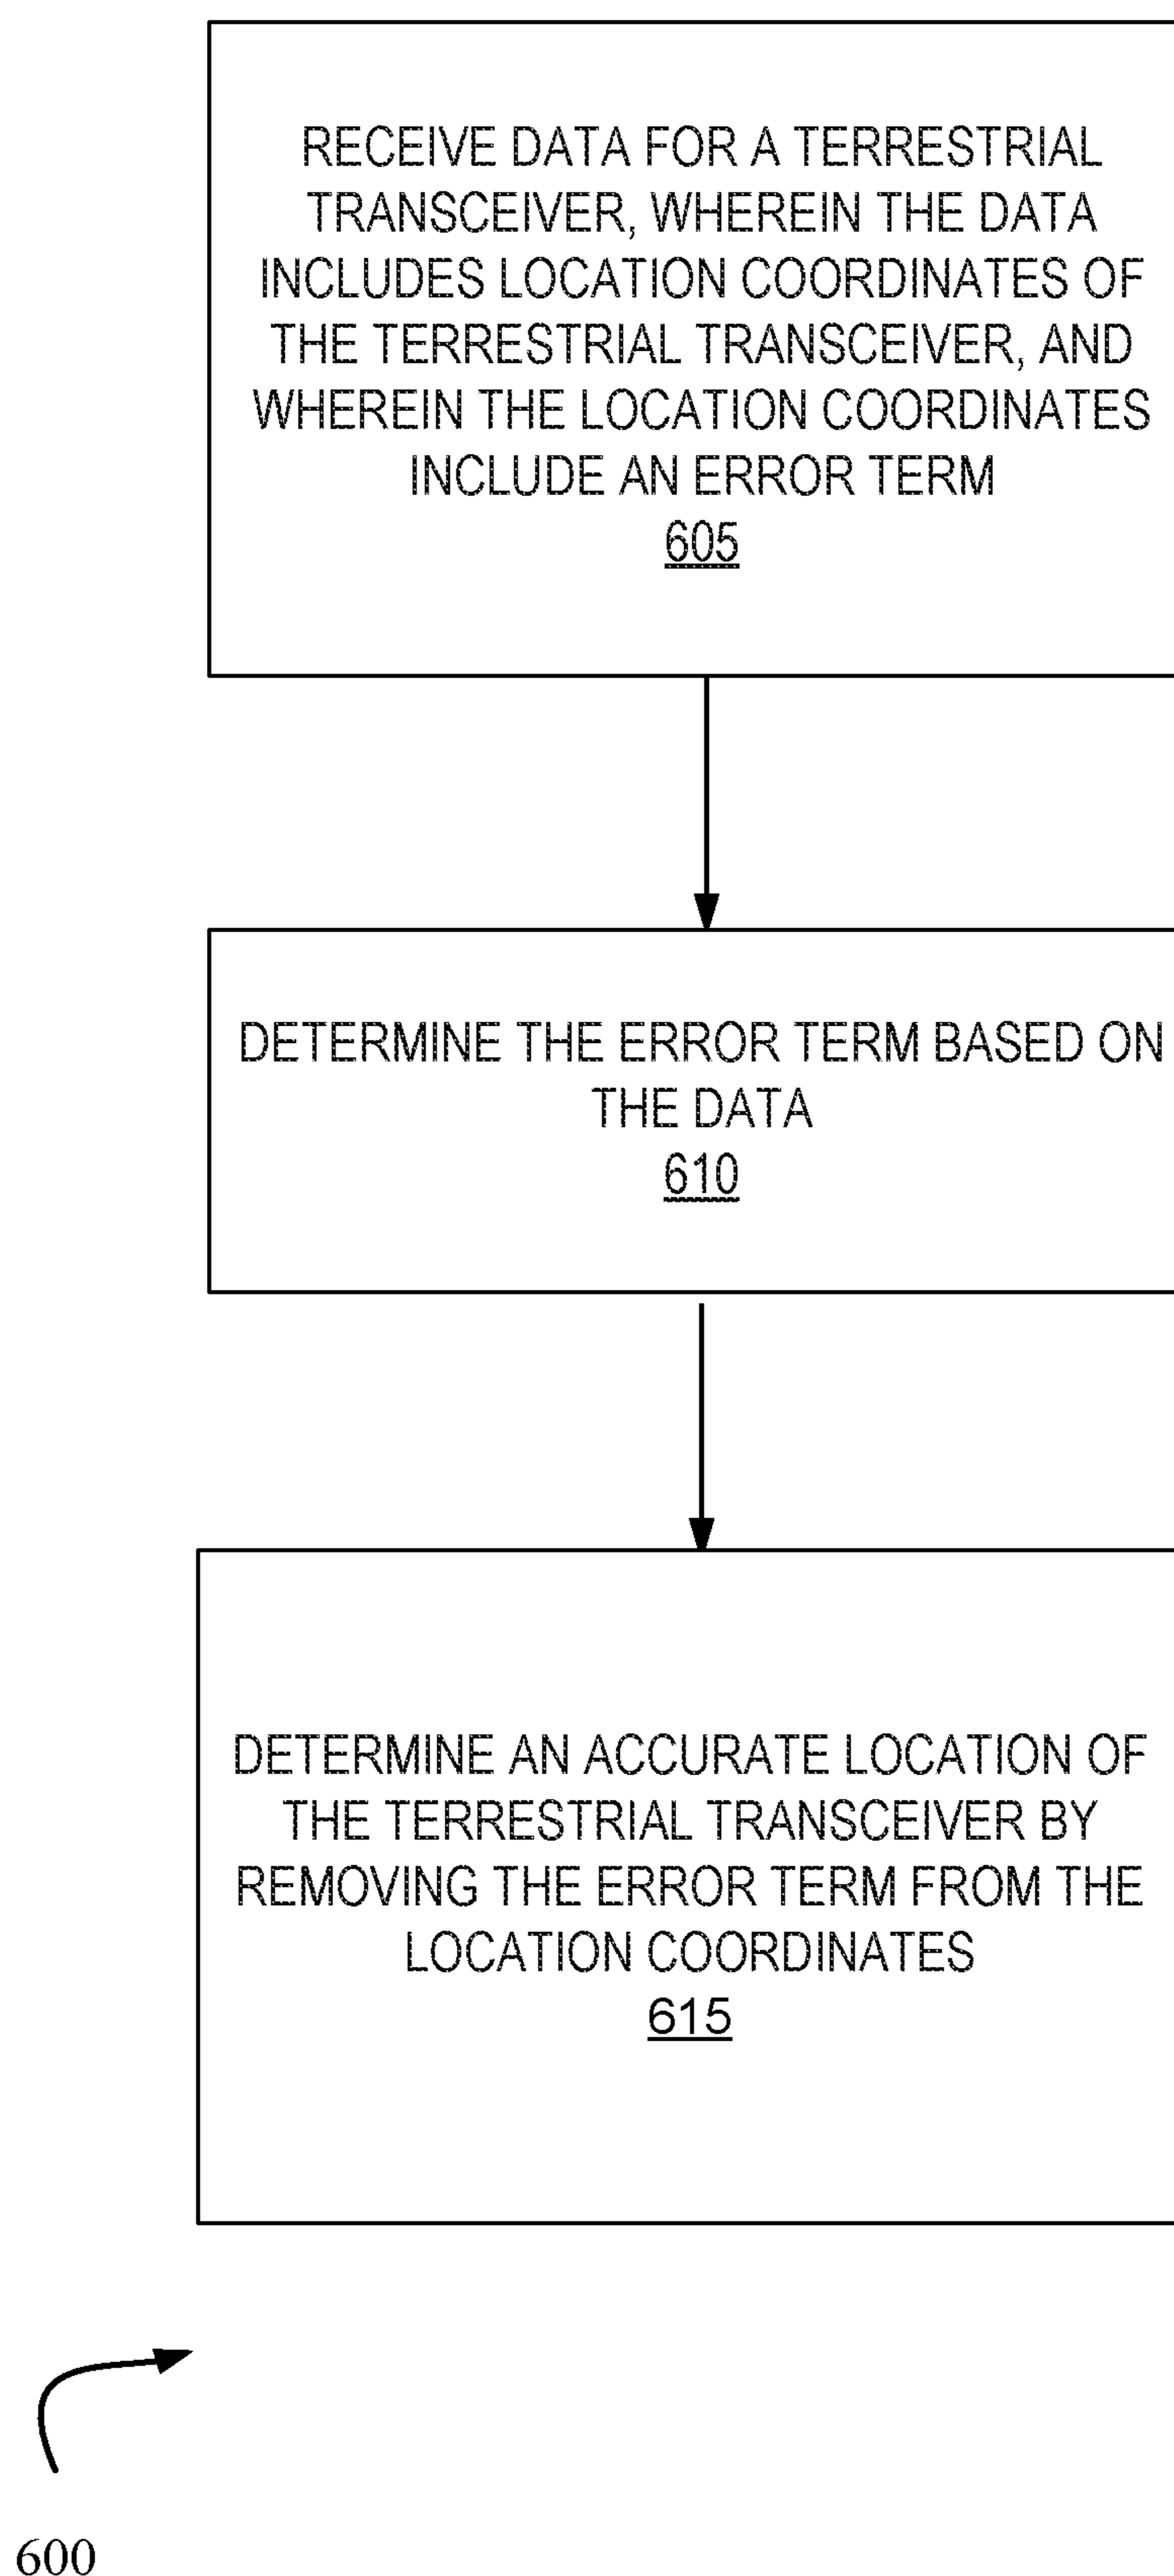 RECEIVE DATA FOR A TERRESTRIAL
TRANSCEIVER, WHEREIN THE DATA
INCLUDES LOCATION COORDINATES OF
THE TERRESTRIAL TRANSCEIVER, AND
WHEREIN THE LOCATION COORDINATES
INCLUDE AN ERROR TERM
605
DETERMINE THE ERROR TERM BASED ON
THE DATA
610
DETERMINE AN ACCURATE LOCATION OF
THE TERRESTRIAL TRANSCEIVER BY
REMOVING THE ERROR TERM FROM THE
LOCATION COORDINATES
615
600